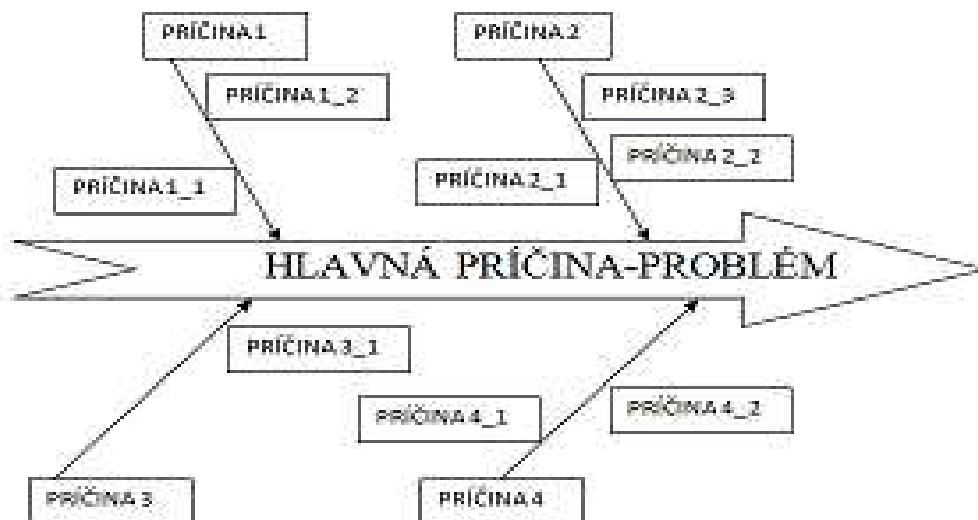 PRÍČINA 1
PRÍČINA 2
PRÍČINA 1_2
PRÍČINA 2_3
PRÍČINA 2_2
PRÍČINA 1_1
PRÍČINA 2_1
HLAVNÁ PRÍČINA-PROBLÉM
PRÍČINA 3_1
PRÍČINA 4_1
PRÍČINA 4_2
PRÍČINA 3
PRÍČINA 4